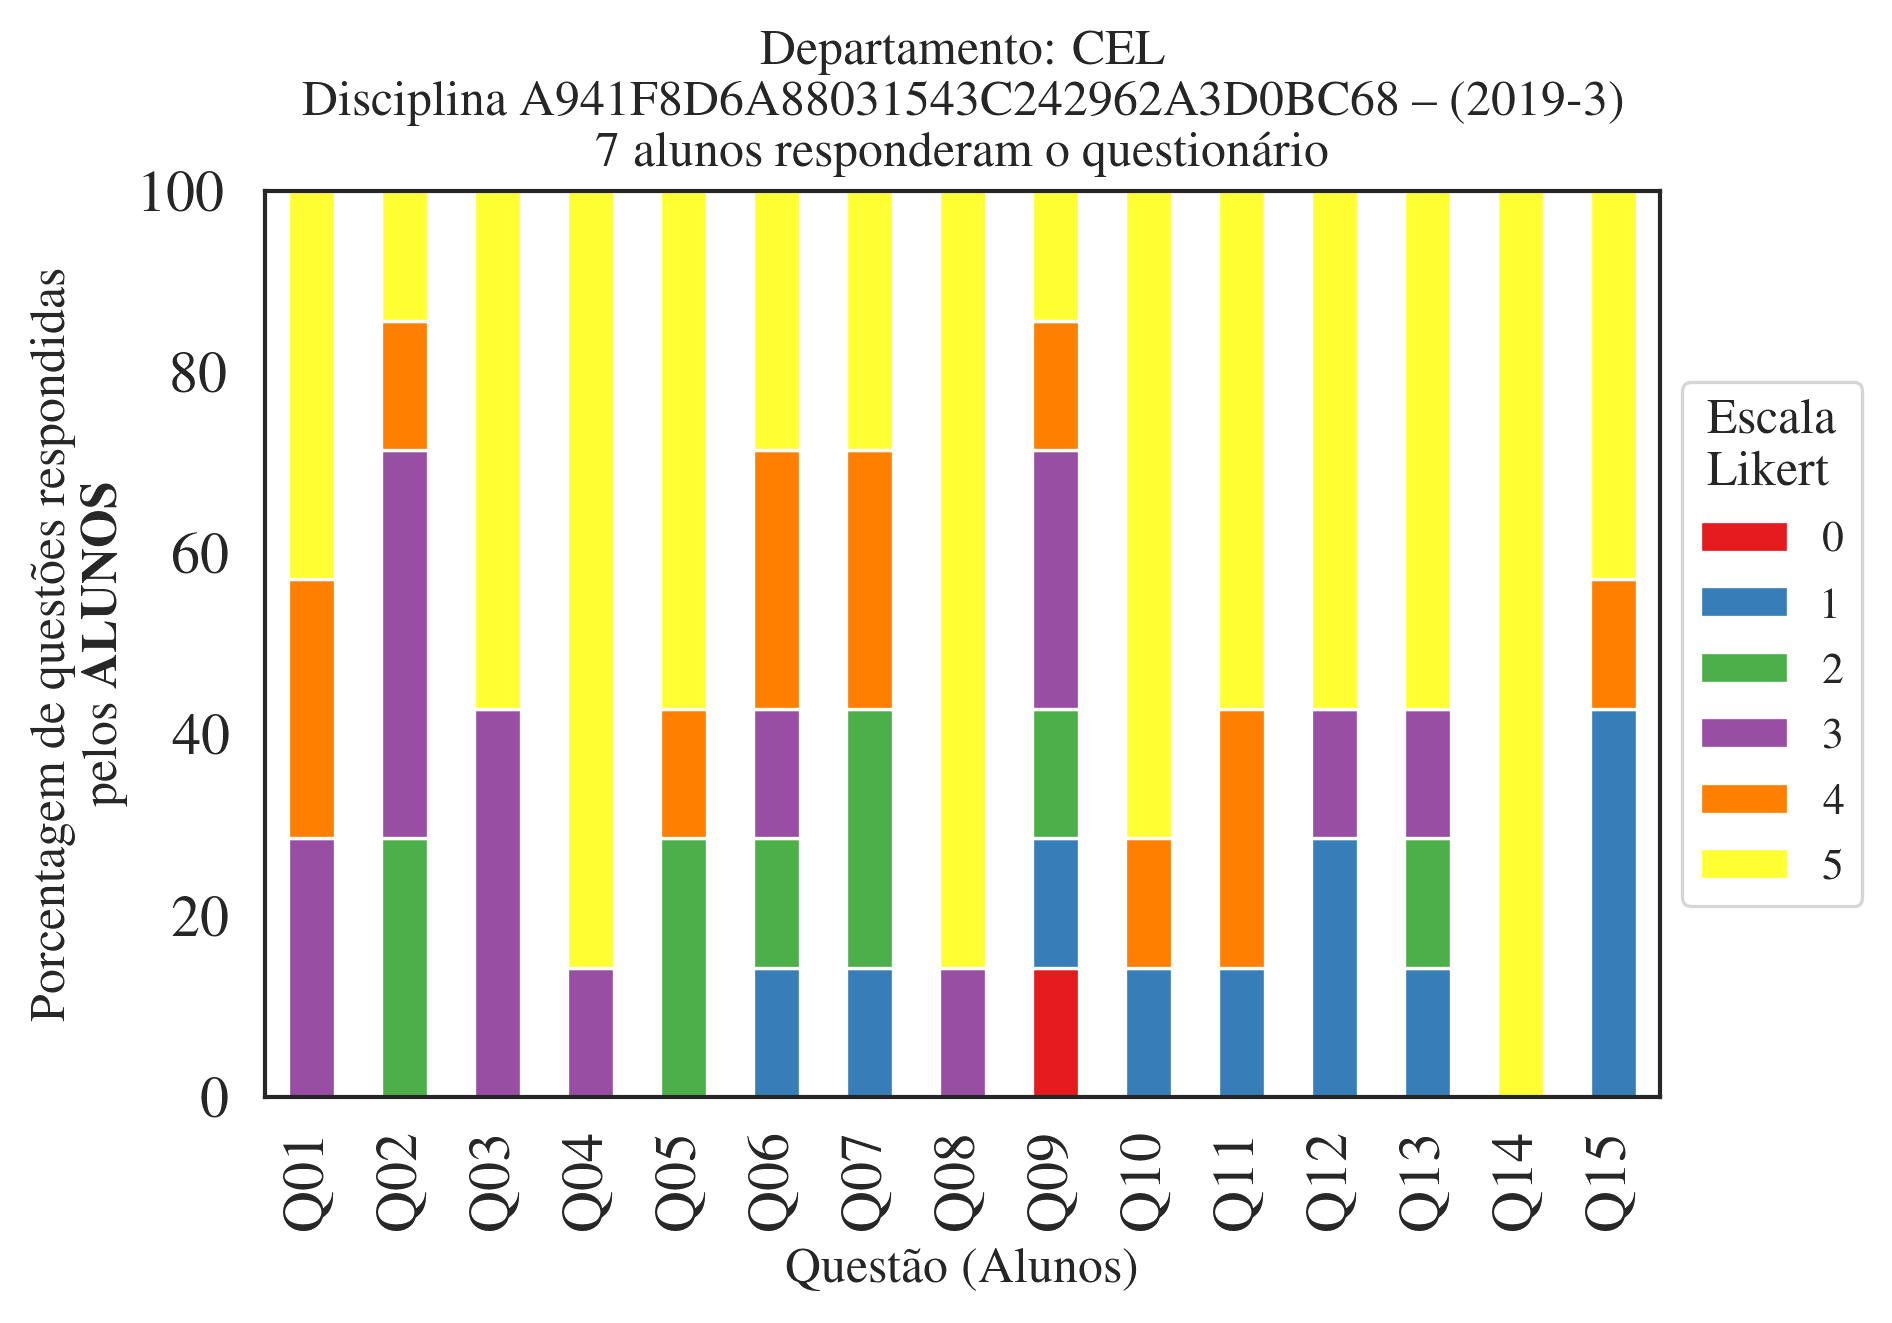 Departamento: CEL
Disciplina A941F8D6A88031543C242962A3D0BC68 – (2019-3)
7 alunos responderam o questionário
Porcentagem de questões respondidas
pelos ALUNOS
100
80
60
40
20
0
Q01
Q02
Q03
Q04
Q05
Q06
Q07
Q08
Q09
Q10
Q11
Q12
Q13
Q14
Q15
Questão (Alunos)
Escala
Likert
0
1
2
3
4
5